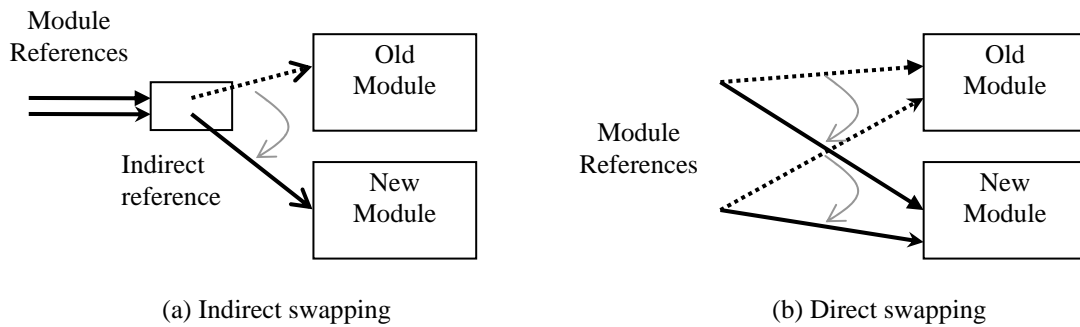 Module
References
Old
Module
Indirect
reference
New
Module
(a) Indirect swapping
Old
Module
Module
References
New
Module
(b) Direct swapping